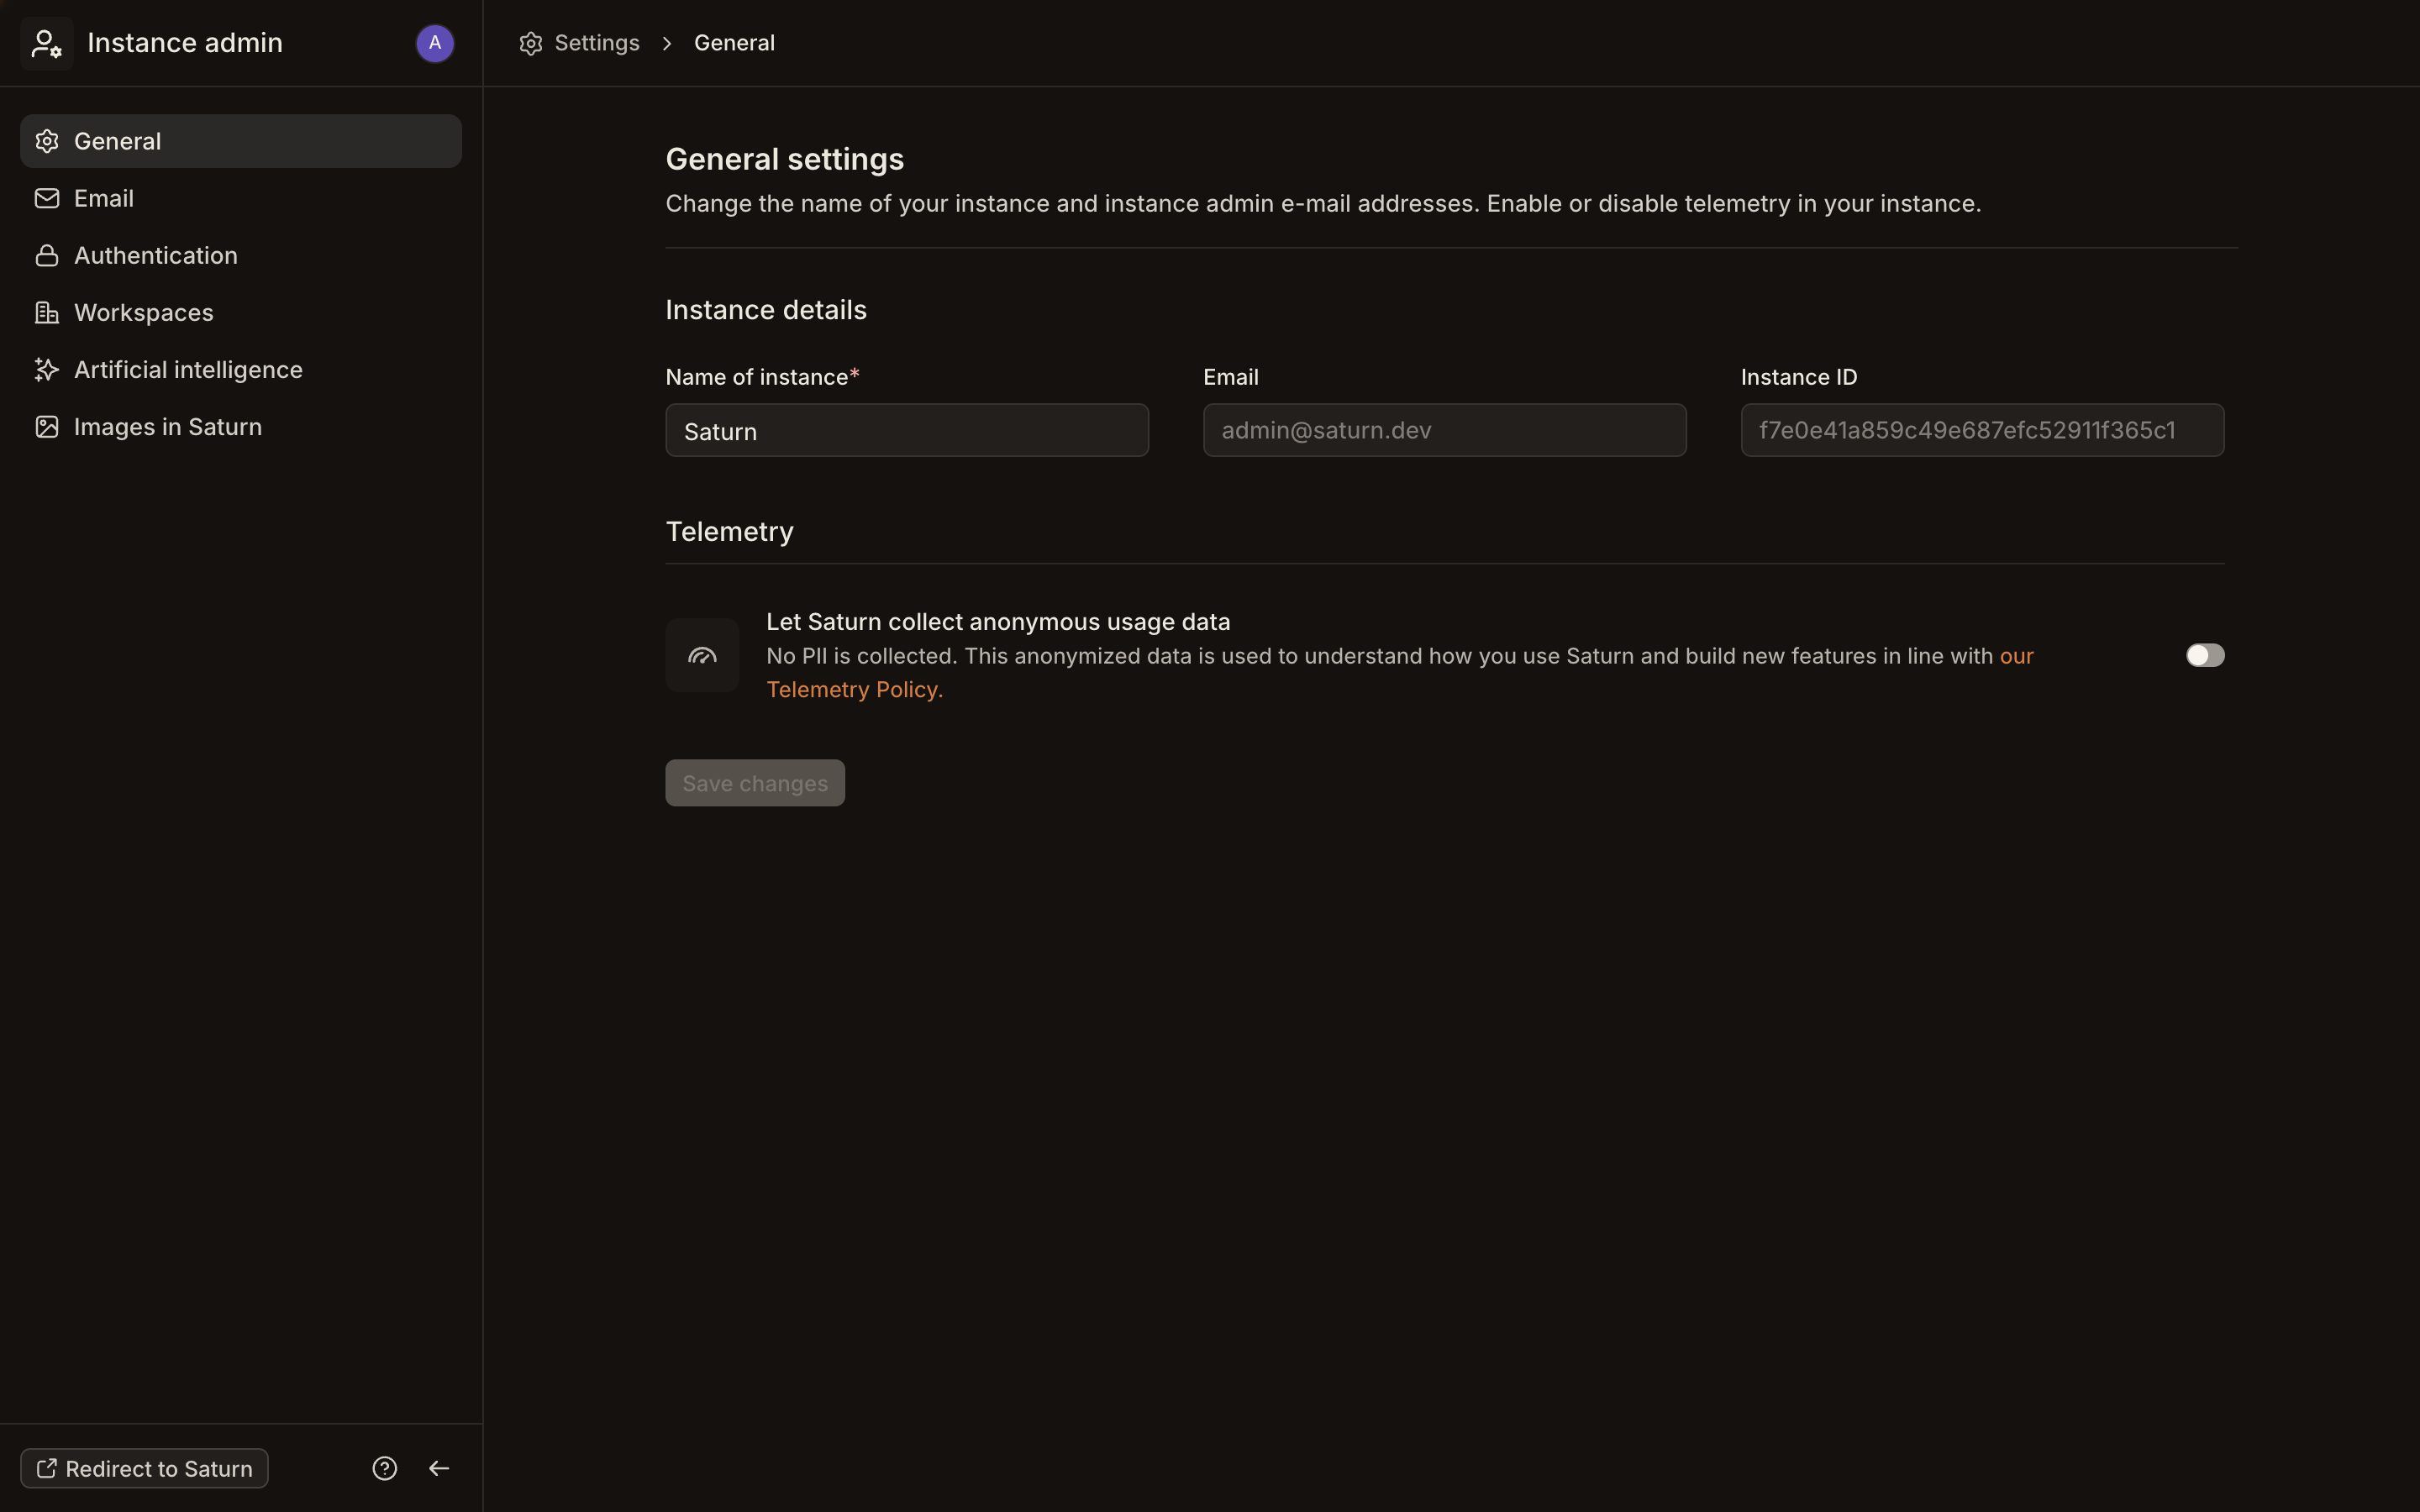 Instance admin
A
Settings
General
General
Email
Authentication
Workspaces
Artificial intelligence
Images in Saturn
General settings
Change the name of your instance and instance admin e-mail addresses. Enable or disable telemetry in your instance.
Instance details
Name of instance*
Email
Instance ID
Saturn
admin@saturn.dev
f7e0e41a859c49e687efc52911f365c1
Telemetry
Let Saturn collect anonymous usage data
No PII is collected. This anonymized data is used to understand how you use Saturn and build new features in line with our
Telemetry Policy.
Save changes
Redirect to Saturn